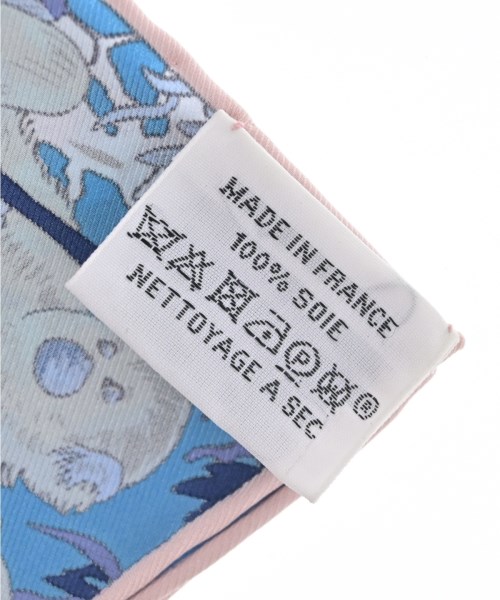 MADE IN FRANCE
100% SOIE
P W ®
NETTOYAGE A SEC